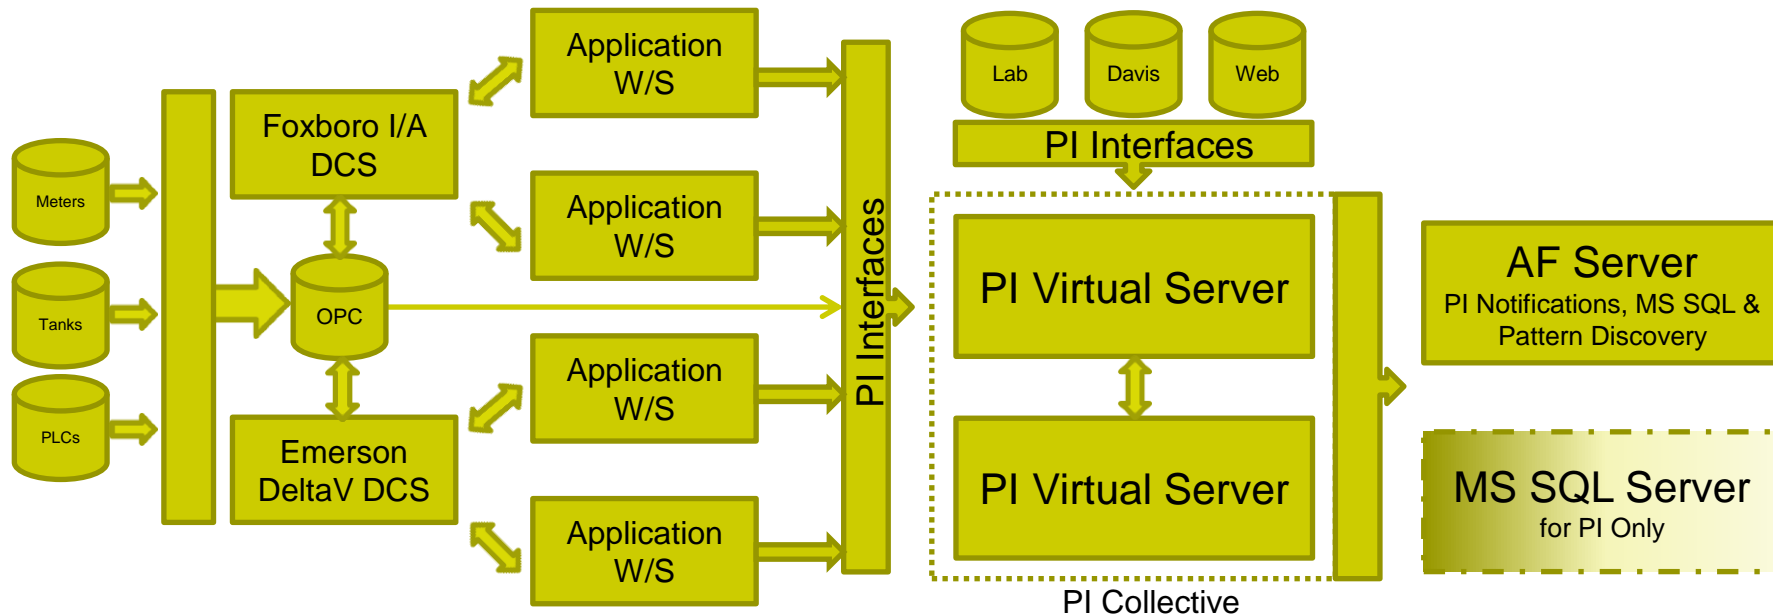 Meters
Tanks
PLCs
Foxboro I/A
DCS
OPC
Emerson
DeltaV DCS
Application
W/S
Application
W/S
Application
W/S
Application
W/S
PI Interfaces
Lab
Davis
Web
PI Interfaces
PI Virtual Server
PI Virtual Server
PI Collective
AF Server
PI Notifications, MS SQL &
Pattern Discovery
MS SQL Server
for PI Only